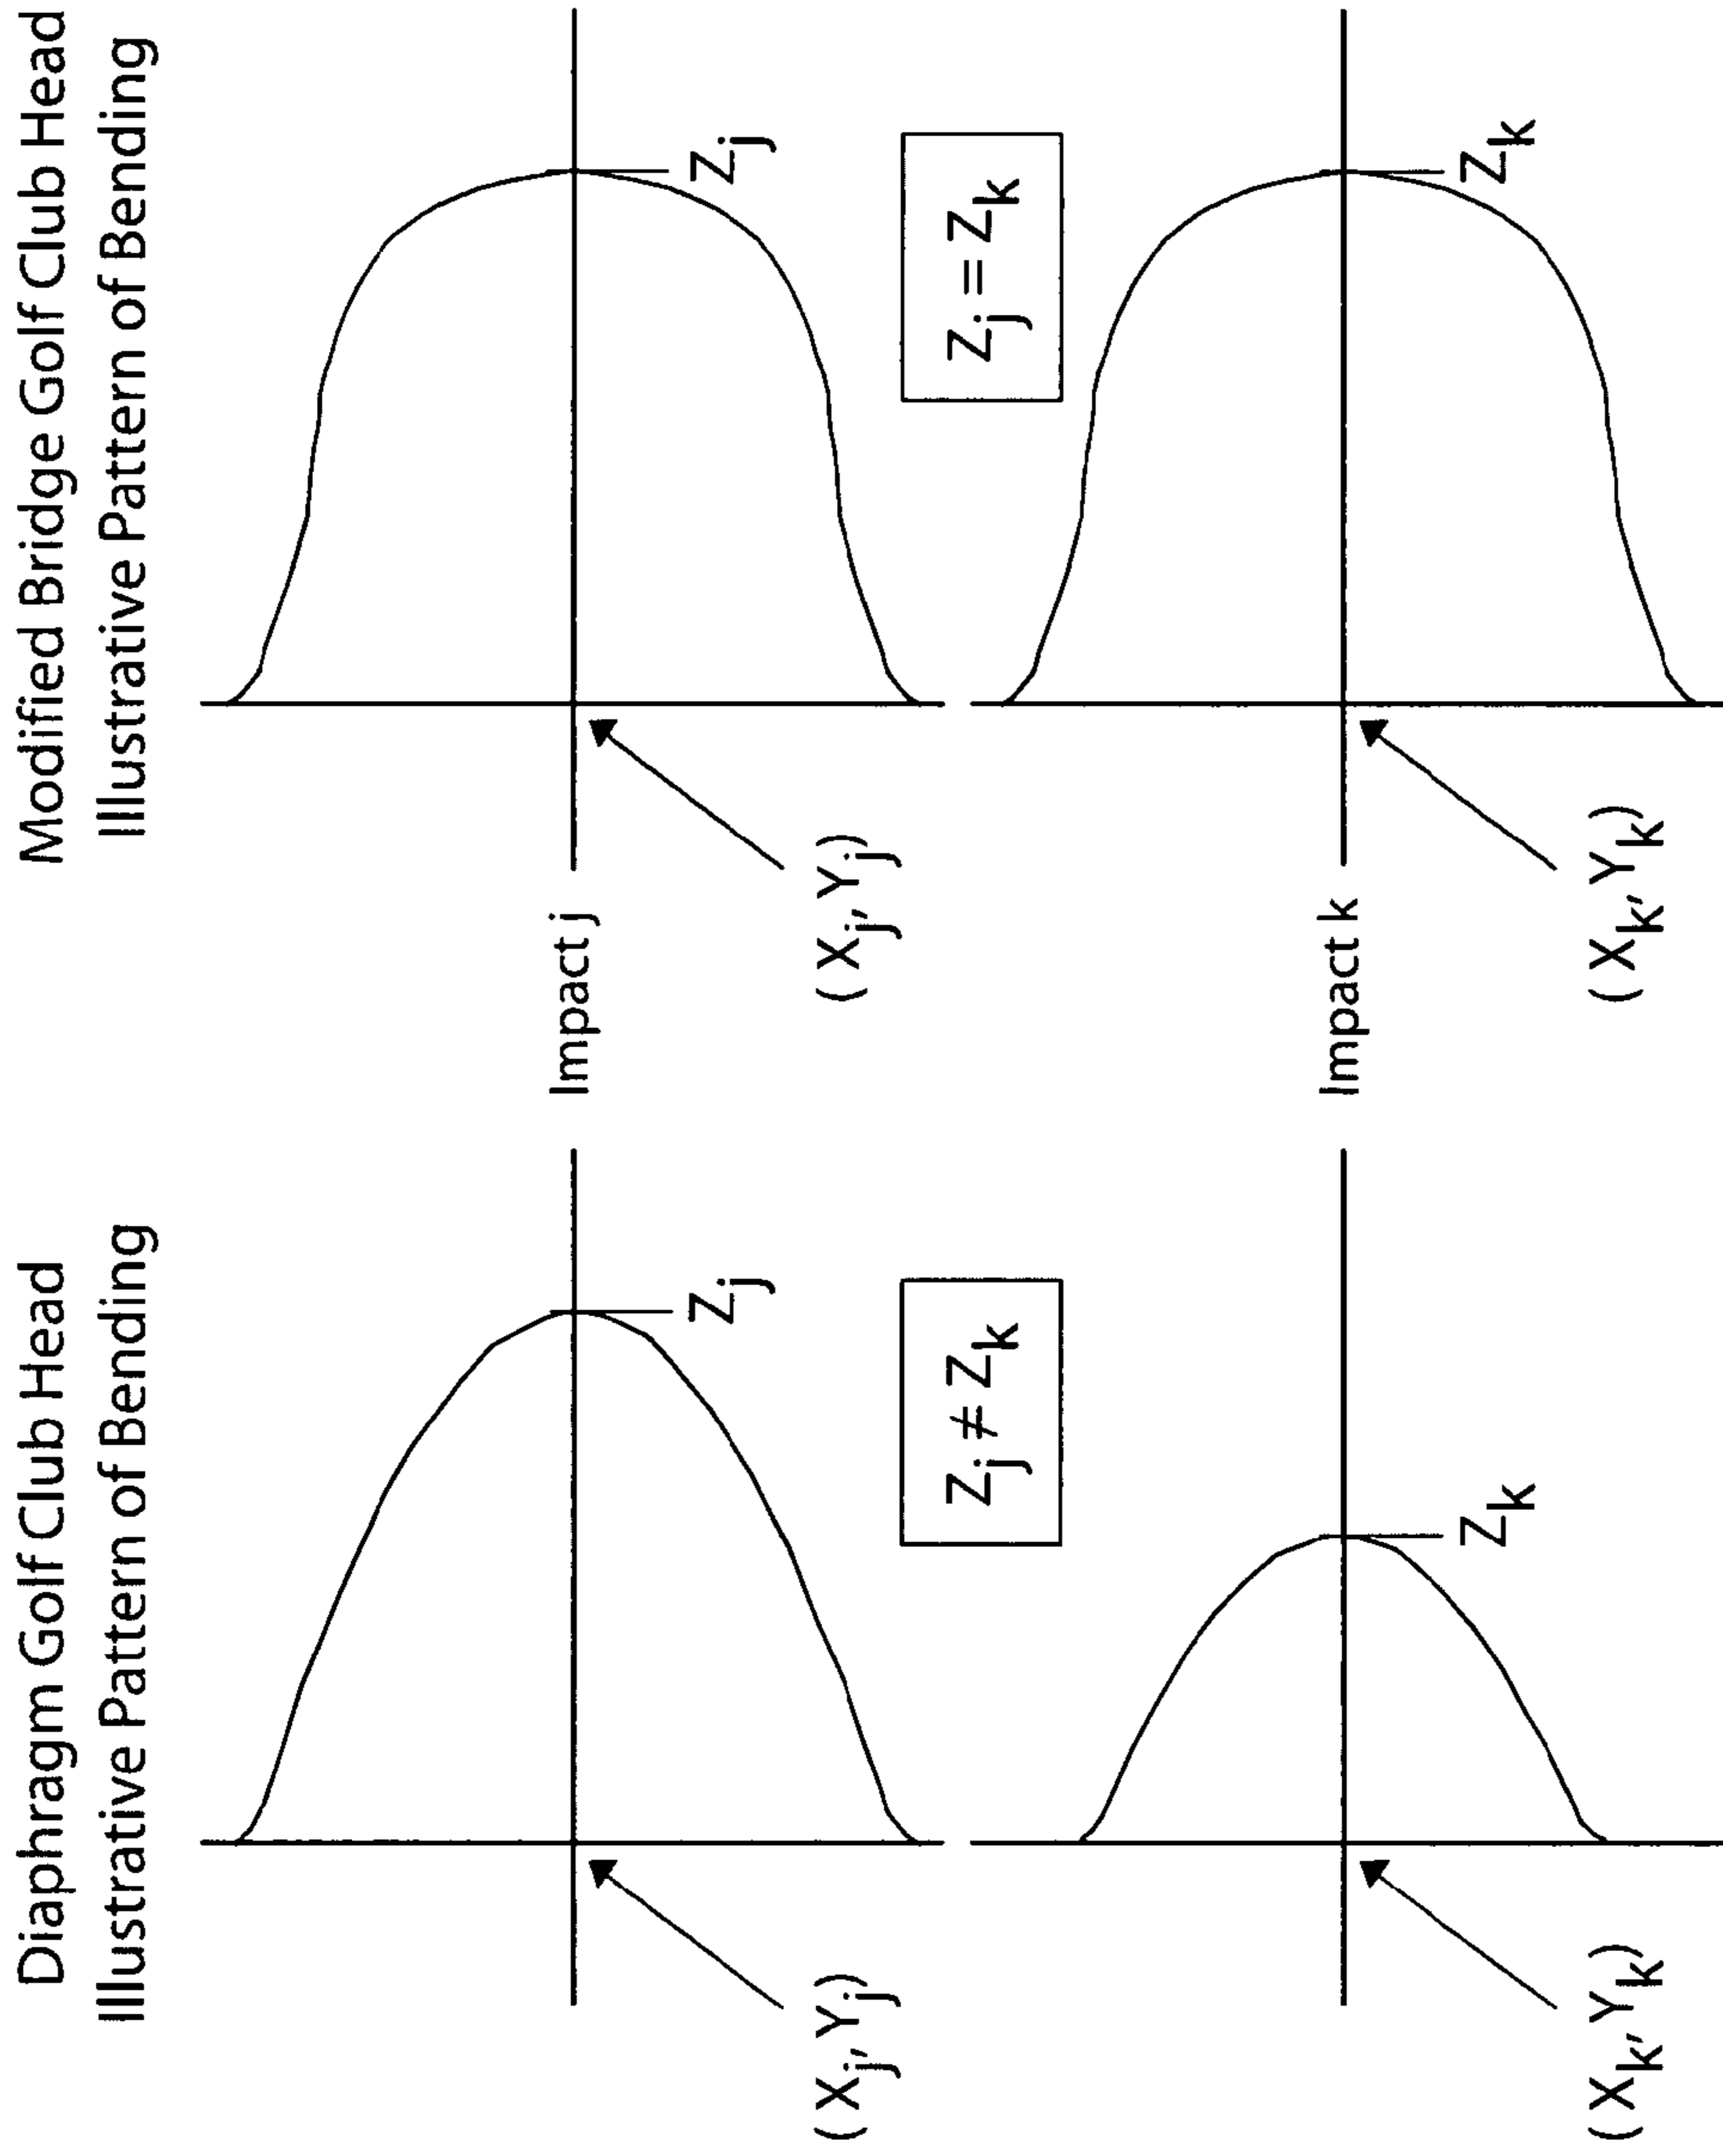 Diaphragm Golf Club Head
Illustrative Pattern of Bending
Modified Bridge Golf Club Head
Illustrative Pattern of Bending
Impact j
Zj
Zj
(Xj, Yj)
(Xj, Yj)
Zj ≠ Zk
Zj = Zk
Impact k
Zk
Zk
(Xk, Yk)
(Xk, Yk)